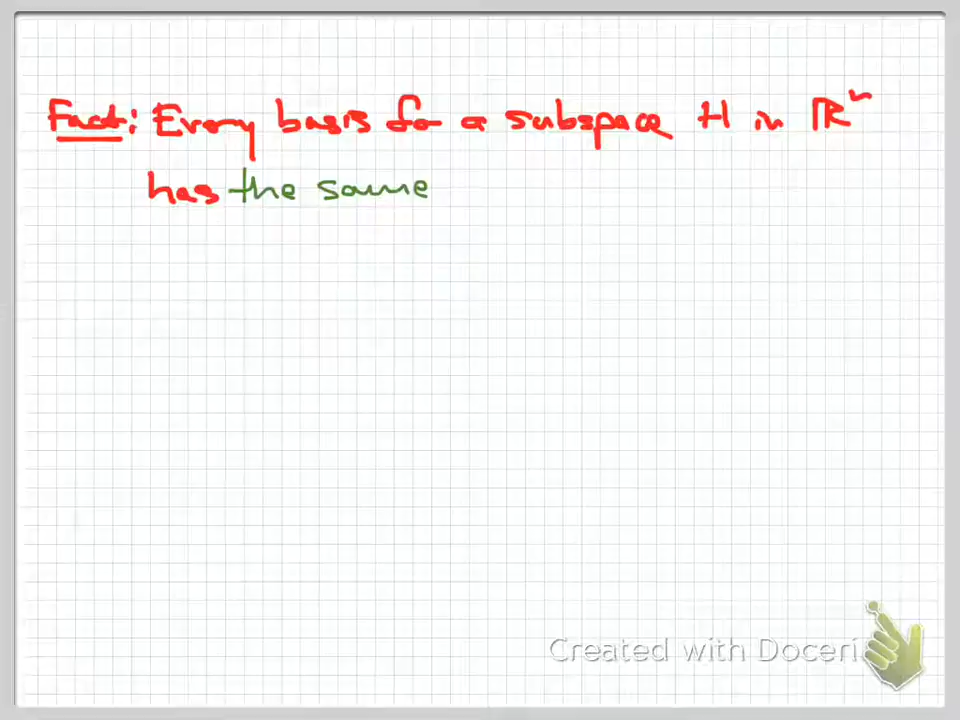 Fact: Every basis for a subspace H in ℝⁿ
has the same
Created with Doceri